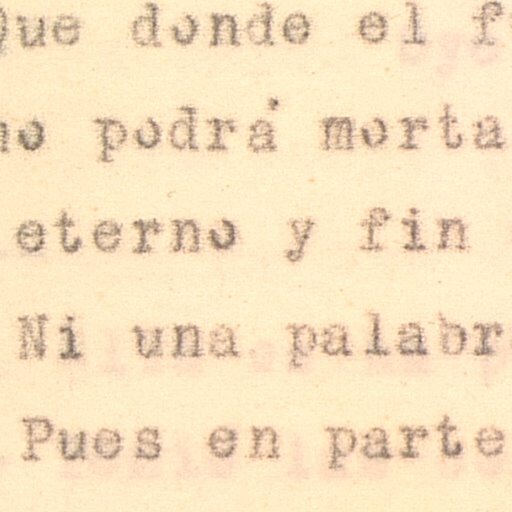 Que donde el f
no podrá morta
eterno y fin
Ni una palabr
Pues en parte